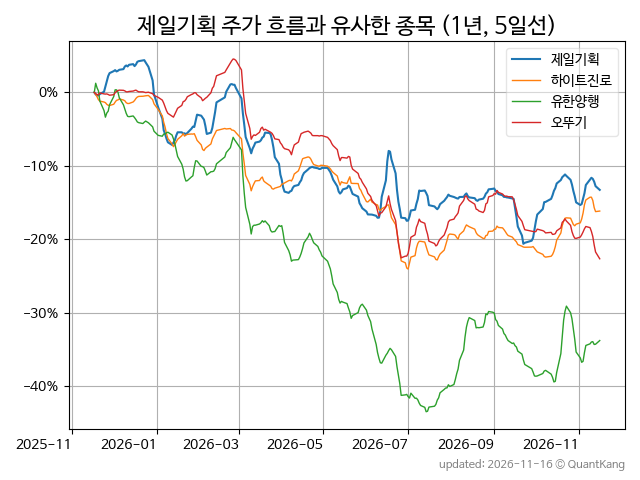 제일기획 주가 흐름과 유사한 종목 (1년, 5일선)
제일기획
하이트진로
유한양행
오뚜기
0%
−10%
−20%
−30%
−40%
2025-11 2026-01 2026-03 2026-05 2026-07 2026-09 2026-11
updated: 2026-11-16 © QuantKang